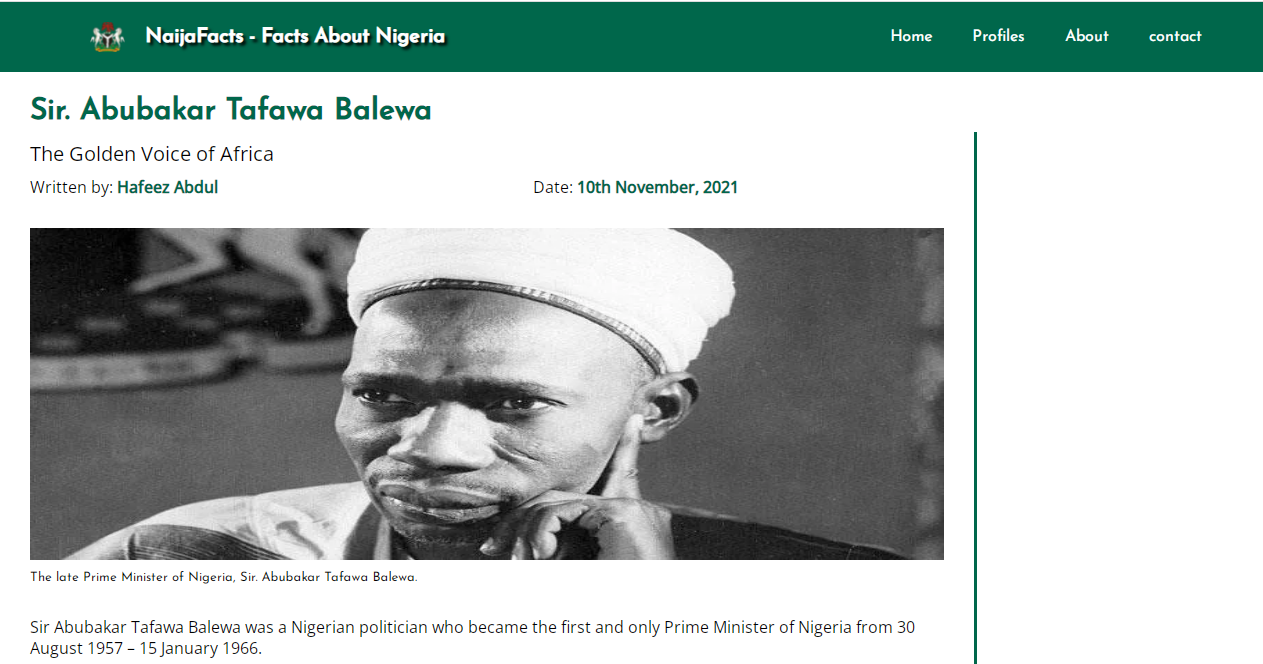 NaijaFacts - Facts About Nigeria
Home Profiles About contact
Sir. Abubakar Tafawa Balewa
The Golden Voice of Africa
Written by: Hafeez Abdul Date: 10th November, 2021
The late Prime Minister of Nigeria, Sir. Abubakar Tafawa Balewa.
Sir Abubakar Tafawa Balewa was a Nigerian politician who became the first and only Prime Minister of Nigeria from 30
August 1957 – 15 January 1966.